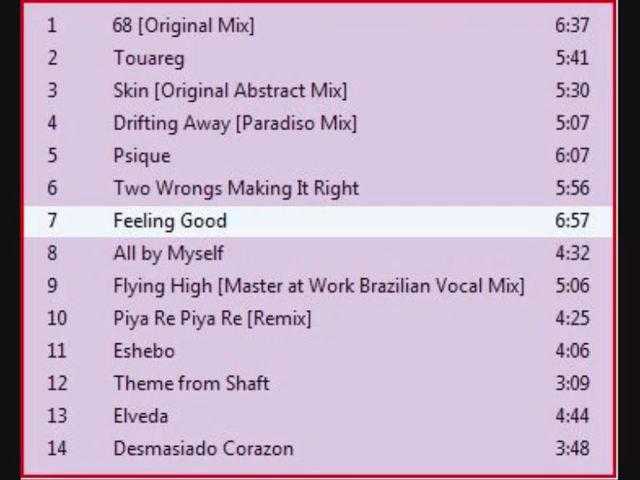 1 68 [Original Mix] 6:37
2 Touareg 5:41
3 Skin [Original Abstract Mix] 5:30
4 Drifting Away [Paradiso Mix] 5:07
5 Psique 6:07
6 Two Wrongs Making It Right 5:56
7 Feeling Good 6:57
8 All by Myself 4:32
9 Flying High [Master at Work Brazilian Vocal Mix] 5:06
10 Piya Re Piya Re [Remix] 4:25
11 Eshebo 4:06
12 Theme from Shaft 3:09
13 Elveda 4:44
14 Desmasiado Corazon 3:48